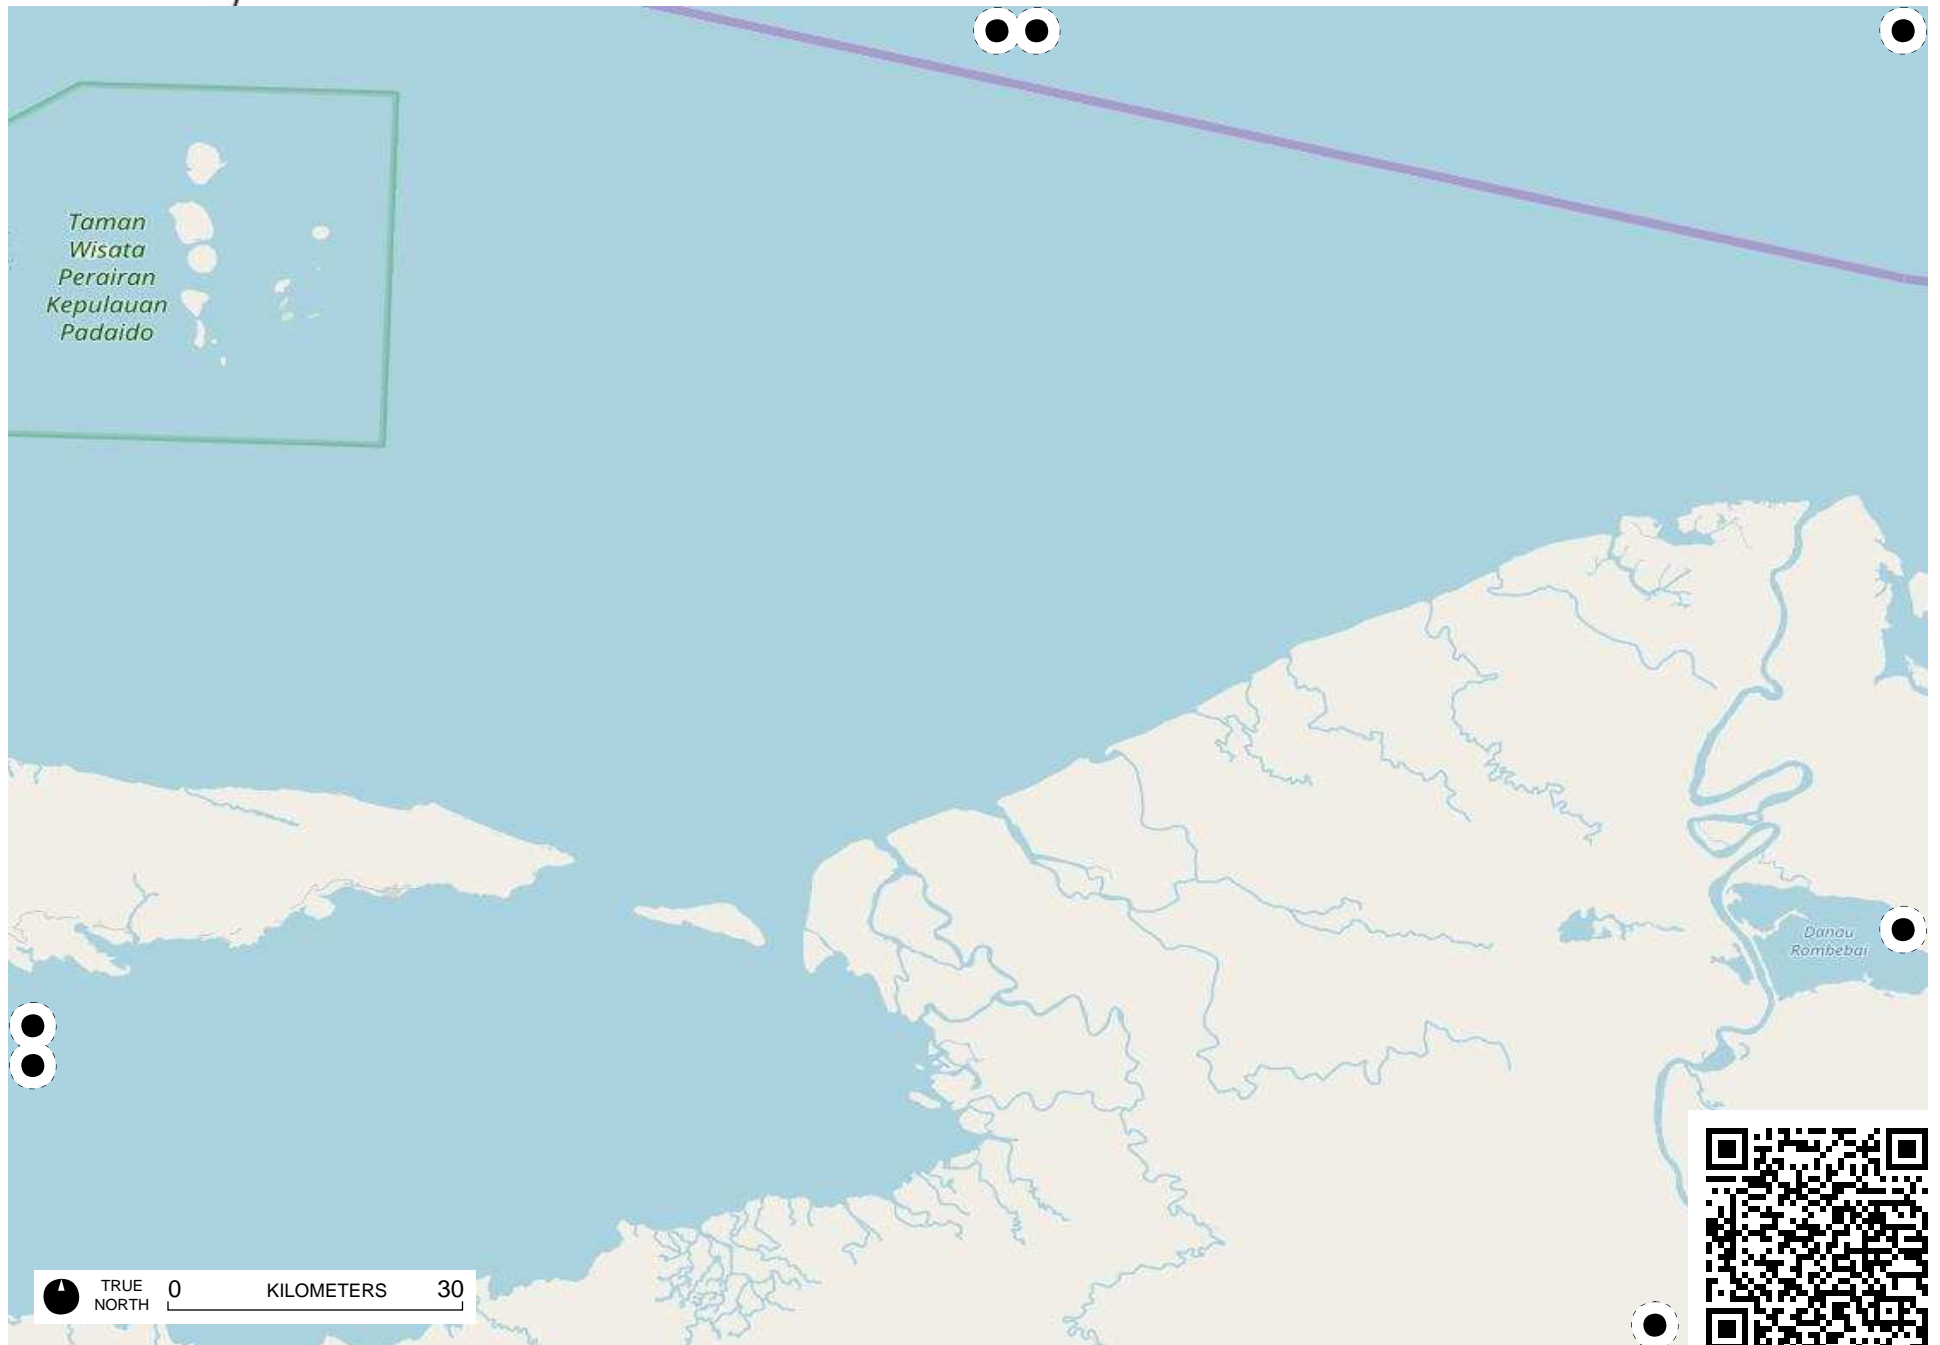 Taman
Wisata
Perairan
Kepulauan
Padaido
Danau
Rombebai
TRUE
NORTH
0 KILOMETERS 30